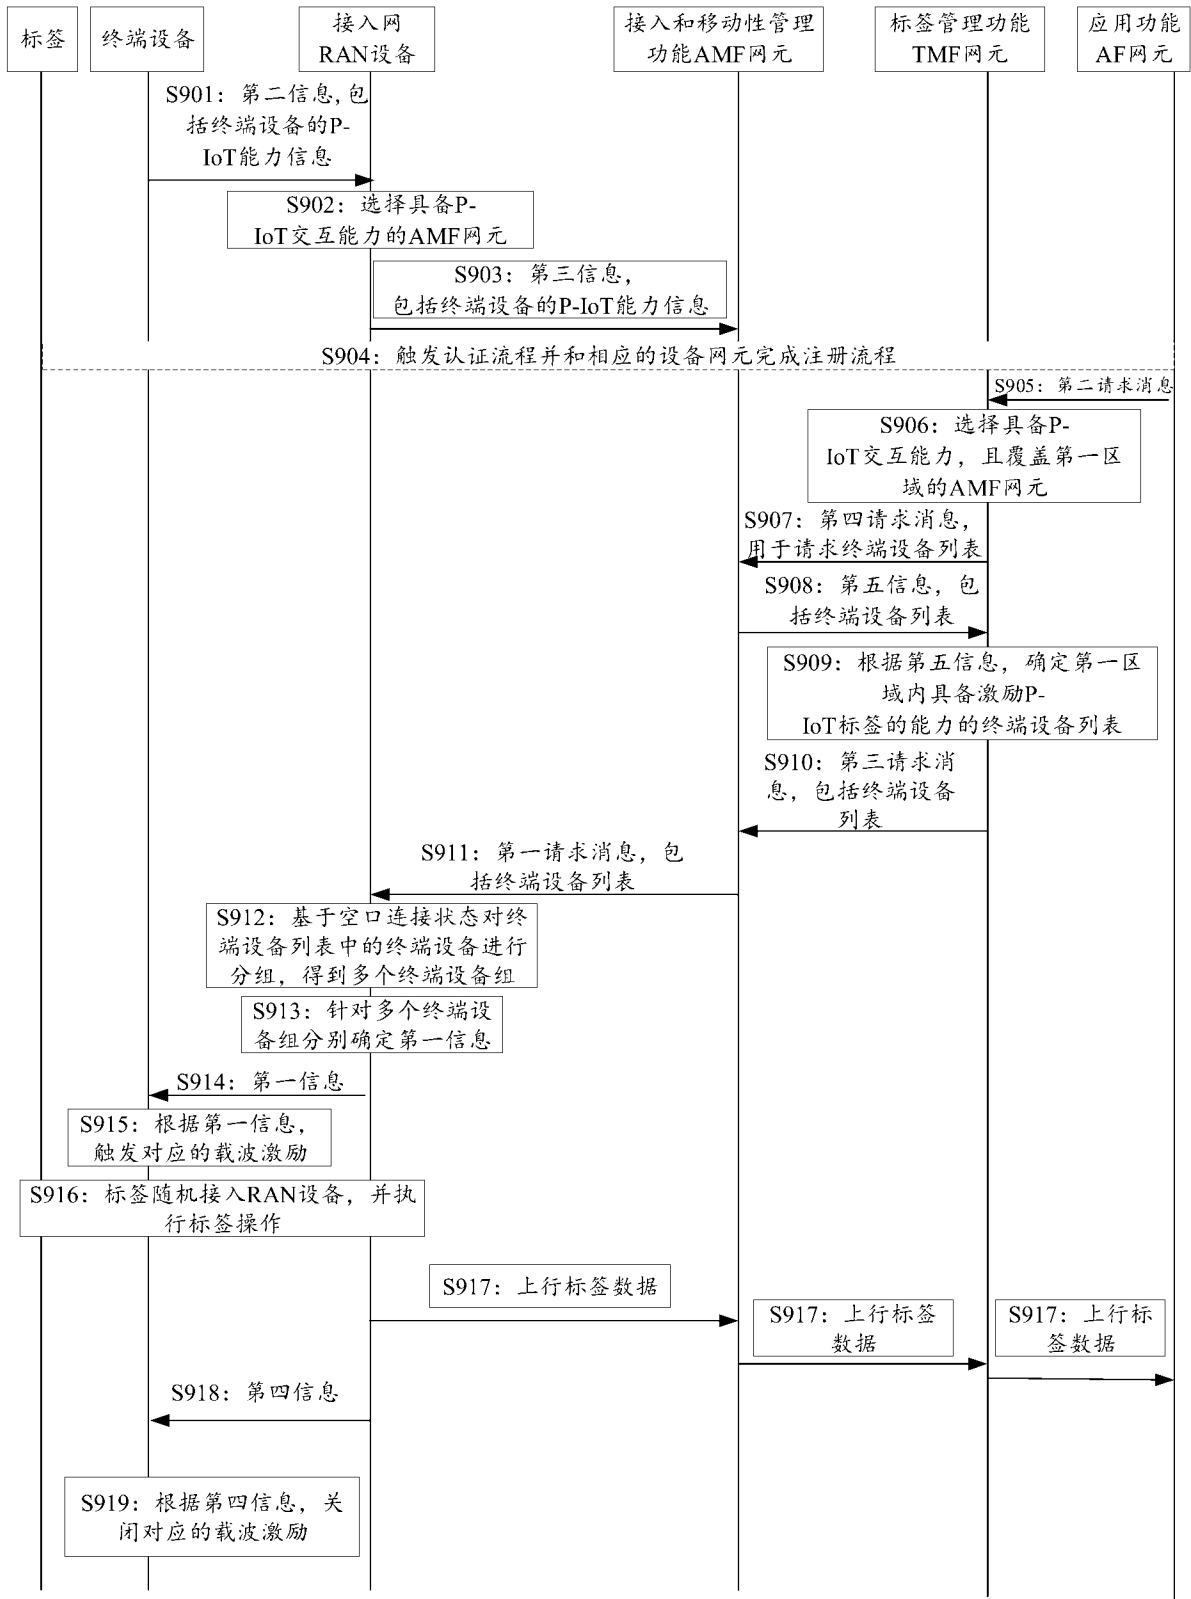 标签
终端设备
接入网
RAN设备
接入和移动性管理
功能AMF网元
标签管理功能
TMF网元
应用功能
AF网元
S901：第二信息,包
括终端设备的P-
IoT能力信息
S902：选择具备P-
IoT交互能力的AMF网元
S903：第三信息，
包括终端设备的P-IoT能力信息
S904：触发认证流程并和相应的设备网元完成注册流程
S905：第二请求消息
S906：选择具备P-
IoT交互能力，且覆盖第一区
域的AMF网元
S907：第四请求消息，
用于请求终端设备列表
S908：第五信息，包
括终端设备列表
S909：根据第五信息，确定第一区
域内具备激励P-
IoT标签的能力的终端设备列表
S910：第三请求消
息，包括终端设备
列表
S911：第一请求消息，包
括终端设备列表
S912：基于空口连接状态对终
端设备列表中的终端设备进行
分组，得到多个终端设备组
S913：针对多个终端设
备组分别确定第一信息
S914：第一信息
S915：根据第一信息，
触发对应的载波激励
S916：标签随机接入RAN设备，并执
行标签操作
S917：上行标签数据
S917：上行标签
数据
S917：上行标
签数据
S918：第四信息
S919：根据第四信息，关
闭对应的载波激励